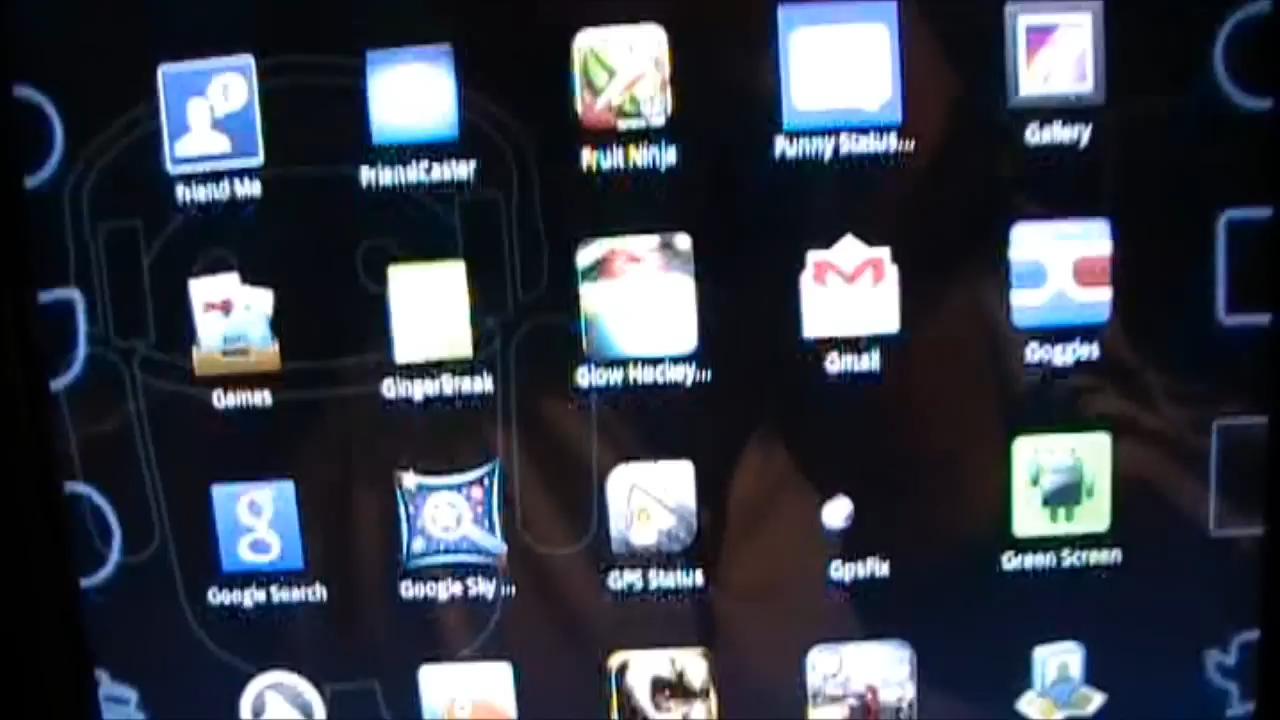 Friend Me
FriendCaster
Fruit Ninja
Funny Status...
Gallery
Games
GingerBreak
Glow Hockey...
Gmail
Goggles
Google Search
Google Sky ...
GPS Status
GpsFix
Green Screen